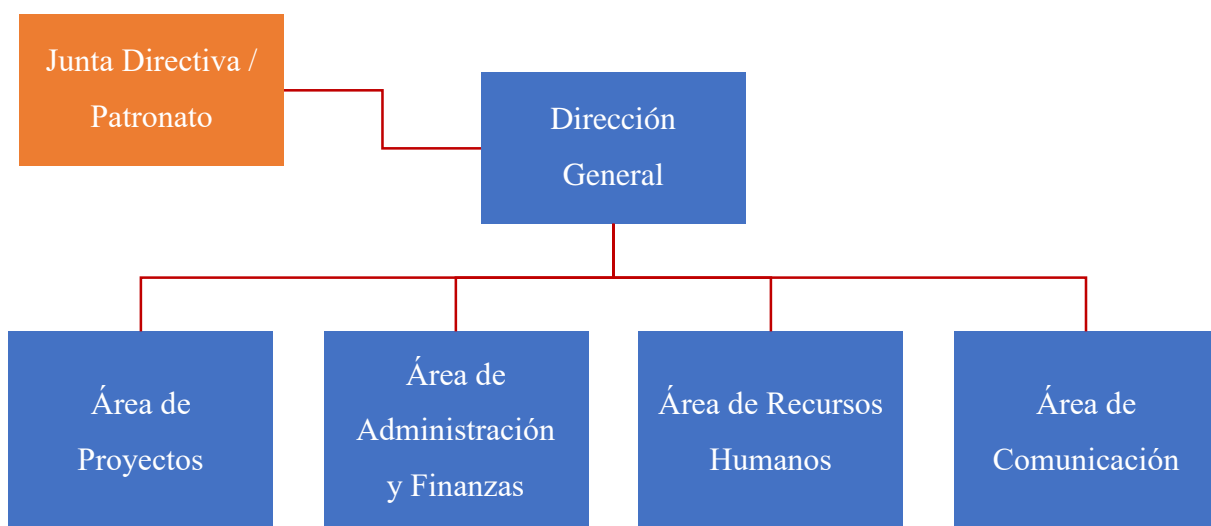 Junta Directiva /
Patronato
Dirección
General
Área de
Proyectos
Área de
Administración
y Finanzas
Área de Recursos
Humanos
Área de
Comunicación